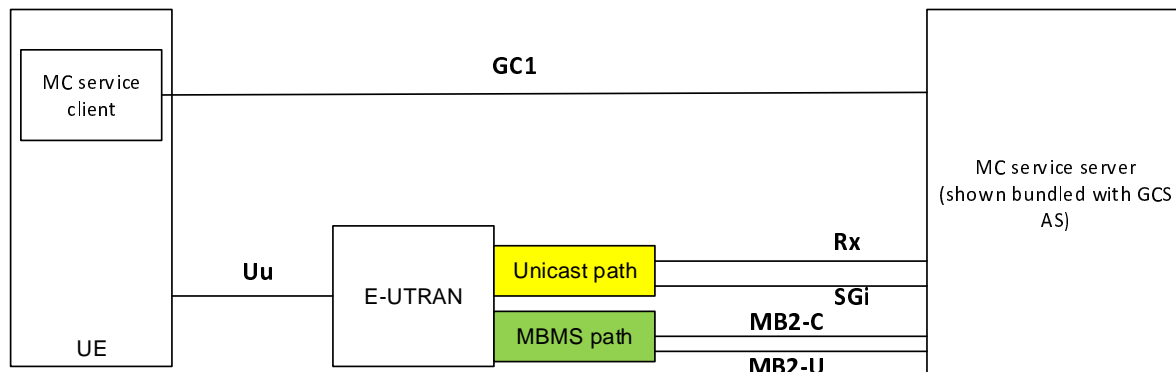 GC1
MC service
client
MC service server
(shown bundled with GCS
AS)
Rx
Uu
Unicast path
E-UTRAN
SGi
MB2-C
MBMS path
UE
MB2-U